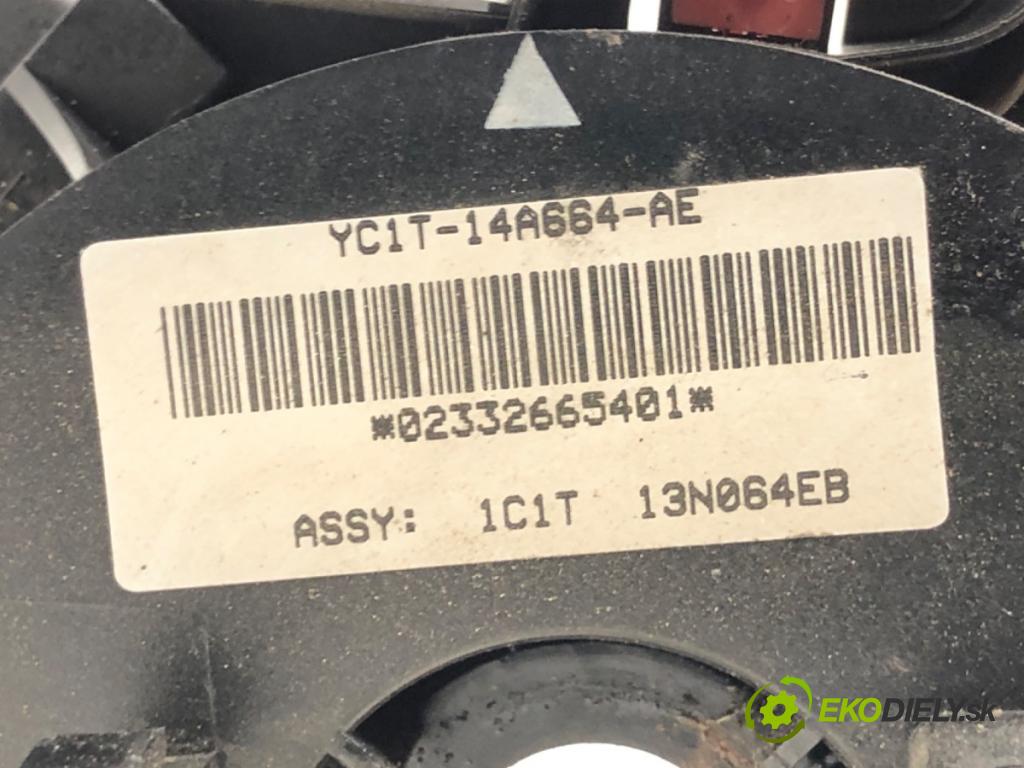 YC1T-14A664-AE
*02332665401*
ASSY: 1C1T 13N064EB
EKODIELY.sk